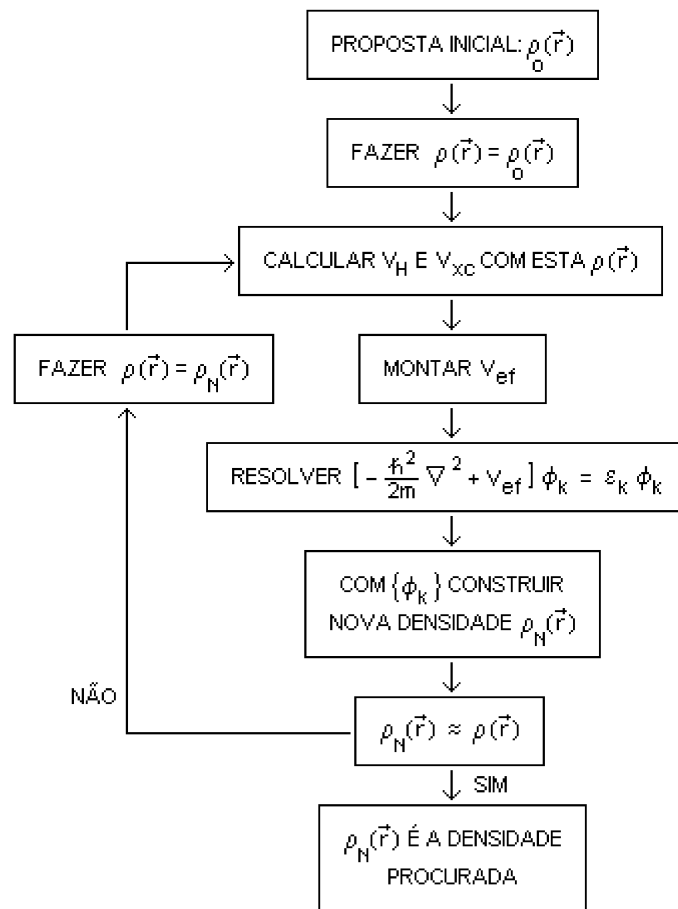 PROPOSTA INICIAL: ρ₀(r⃗)
FAZER ρ(r⃗) = ρ₀(r⃗)
CALCULAR V_H E V_XC COM ESTA ρ(r⃗)
FAZER ρ(r⃗) = ρ_N(r⃗)
MONTAR V_ef
RESOLVER [ - ℏ²/2m ∇² + V_ef ] ϕ_k = ε_k ϕ_k
COM {ϕ_k} CONSTRUIR
NOVA DENSIDADE ρ_N(r⃗)
NÃO
ρ_N(r⃗) ≈ ρ(r⃗)
SIM
ρ_N(r⃗) É A DENSIDADE
PROCURADA